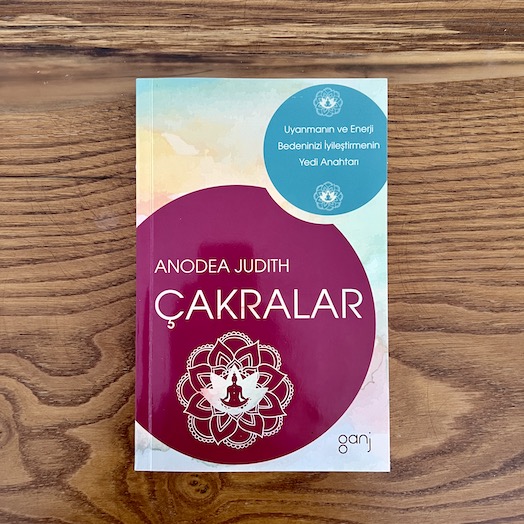 Uyanmanın ve Enerji
Bedeninizi İyileştirmenin
Yedi Anahtarı
ANODEA JUDITH
ÇAKRALAR
ganj